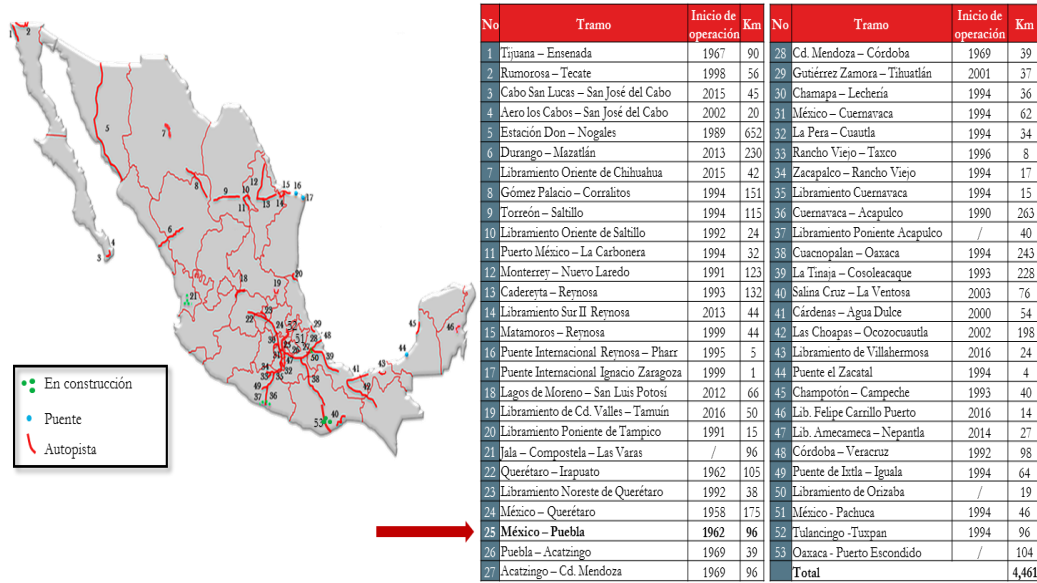 En construcción
Puente
Autopista
No Tramo Inicio de operación Km
1 Tijuana – Ensenada 1967 90
2 Rumorosa – Tecate 1998 56
3 Cabo San Lucas – San José del Cabo 2015 45
4 Aero los Cabos – San José del Cabo 2002 20
5 Estación Don – Nogales 1989 652
6 Durango – Mazatlán 2013 230
7 Libramiento Oriente de Chihuahua 2015 42
8 Gómez Palacio – Corralitos 1994 151
9 Torreón – Saltillo 1994 115
10 Libramiento Oriente de Saltillo 1992 24
11 Puerto México – La Carbonera 1994 32
12 Monterrey – Nuevo Laredo 1991 123
13 Cadereyta – Reynosa 1993 132
14 Libramiento Sur II Reynosa 2013 44
15 Matamoros – Reynosa 1999 44
16 Puente Internacional Reynosa – Pharr 1995 5
17 Puente Internacional Ignacio Zaragoza 1999 1
18 Lagos de Moreno – San Luis Potosí 2012 66
19 Libramiento de Cd. Valles – Tamuín 2016 50
20 Libramiento Poniente de Tampico 1991 15
21 Jala – Compostela – Las Varas / 96
22 Querétaro – Irapuato 1962 105
23 Libramiento Noreste de Querétaro 1992 38
24 México – Querétaro 1958 175
25 México – Puebla 1962 96
26 Puebla – Acatzingo 1969 39
27 Acatzingo – Cd. Mendoza 1969 96
No Tramo Inicio de operación Km
28 Cd. Mendoza – Córdoba 1969 39
29 Gutiérrez Zamora – Tihuatlán 2001 37
30 Chamapa – Lechería 1994 36
31 México – Cuernavaca 1994 62
32 La Pera – Cuautla 1994 34
33 Rancho Viejo – Taxco 1996 8
34 Zacapalco – Rancho Viejo 1994 17
35 Libramiento Cuernavaca 1994 15
36 Cuernavaca – Acapulco 1990 263
37 Libramiento Poniente Acapulco / 40
38 Cuacnopalan – Oaxaca 1994 243
39 La Tinaja – Cosoleacaque 1993 228
40 Salina Cruz – La Ventosa 2003 76
41 Cárdenas – Agua Dulce 2000 54
42 Las Choapas – Ocozocuautla 2002 198
43 Libramiento de Villahermosa 2016 24
44 Puente el Zacatal 1994 4
45 Champotón – Campeche 1993 40
46 Lib. Felipe Carrillo Puerto 2016 14
47 Lib. Amecameca – Nepantla 2014 27
48 Córdoba – Veracruz 1992 98
49 Puente de Ixtla – Iguala 1994 64
50 Libramiento de Orizaba / 19
51 México - Pachuca 1994 46
52 Tulancingo -Tuxpan 1994 96
53 Oaxaca - Puerto Escondido / 104
Total 4,461